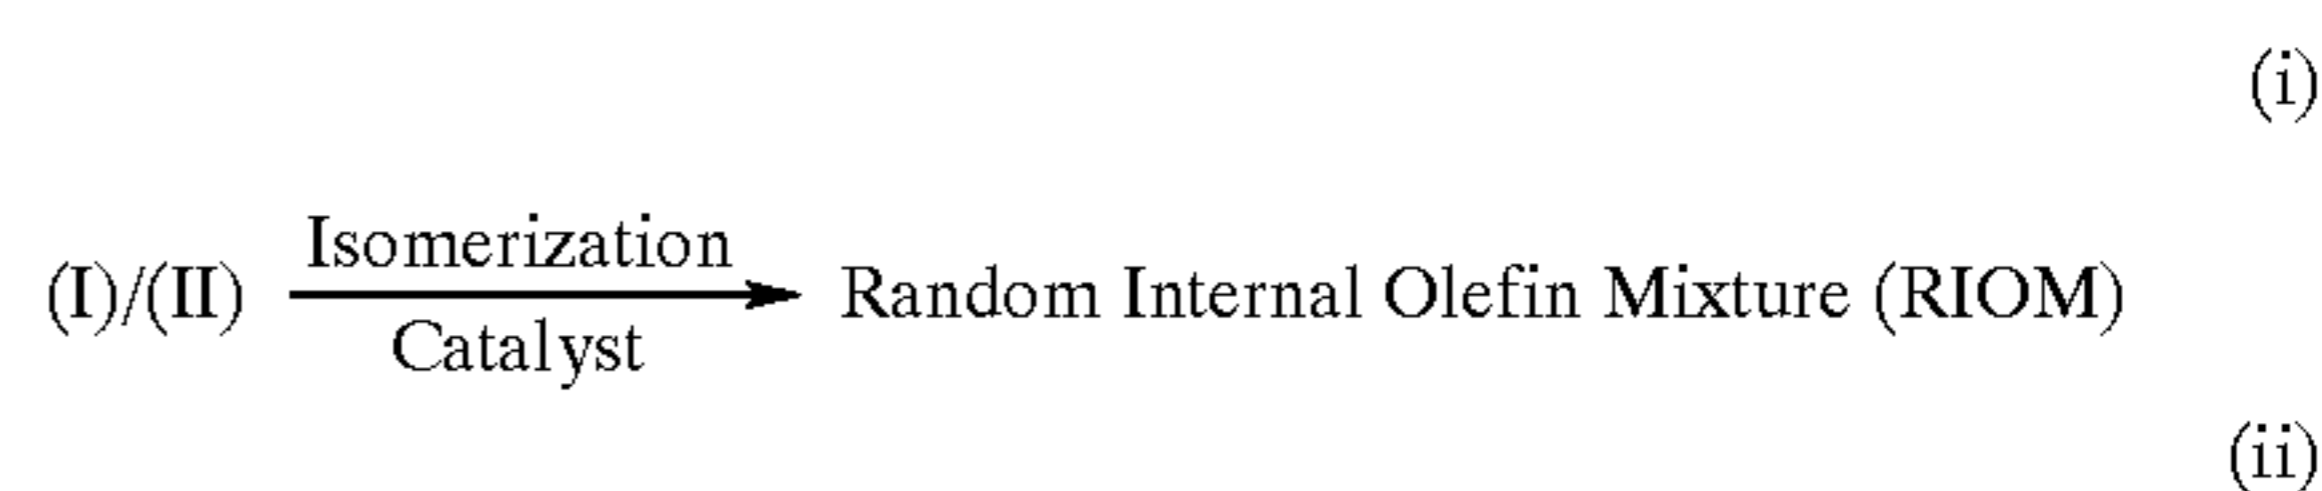 (i)
Isomerization
(I)/(II) Random Internal Olefin Mixture (RIOM)
Catalyst
(ii)